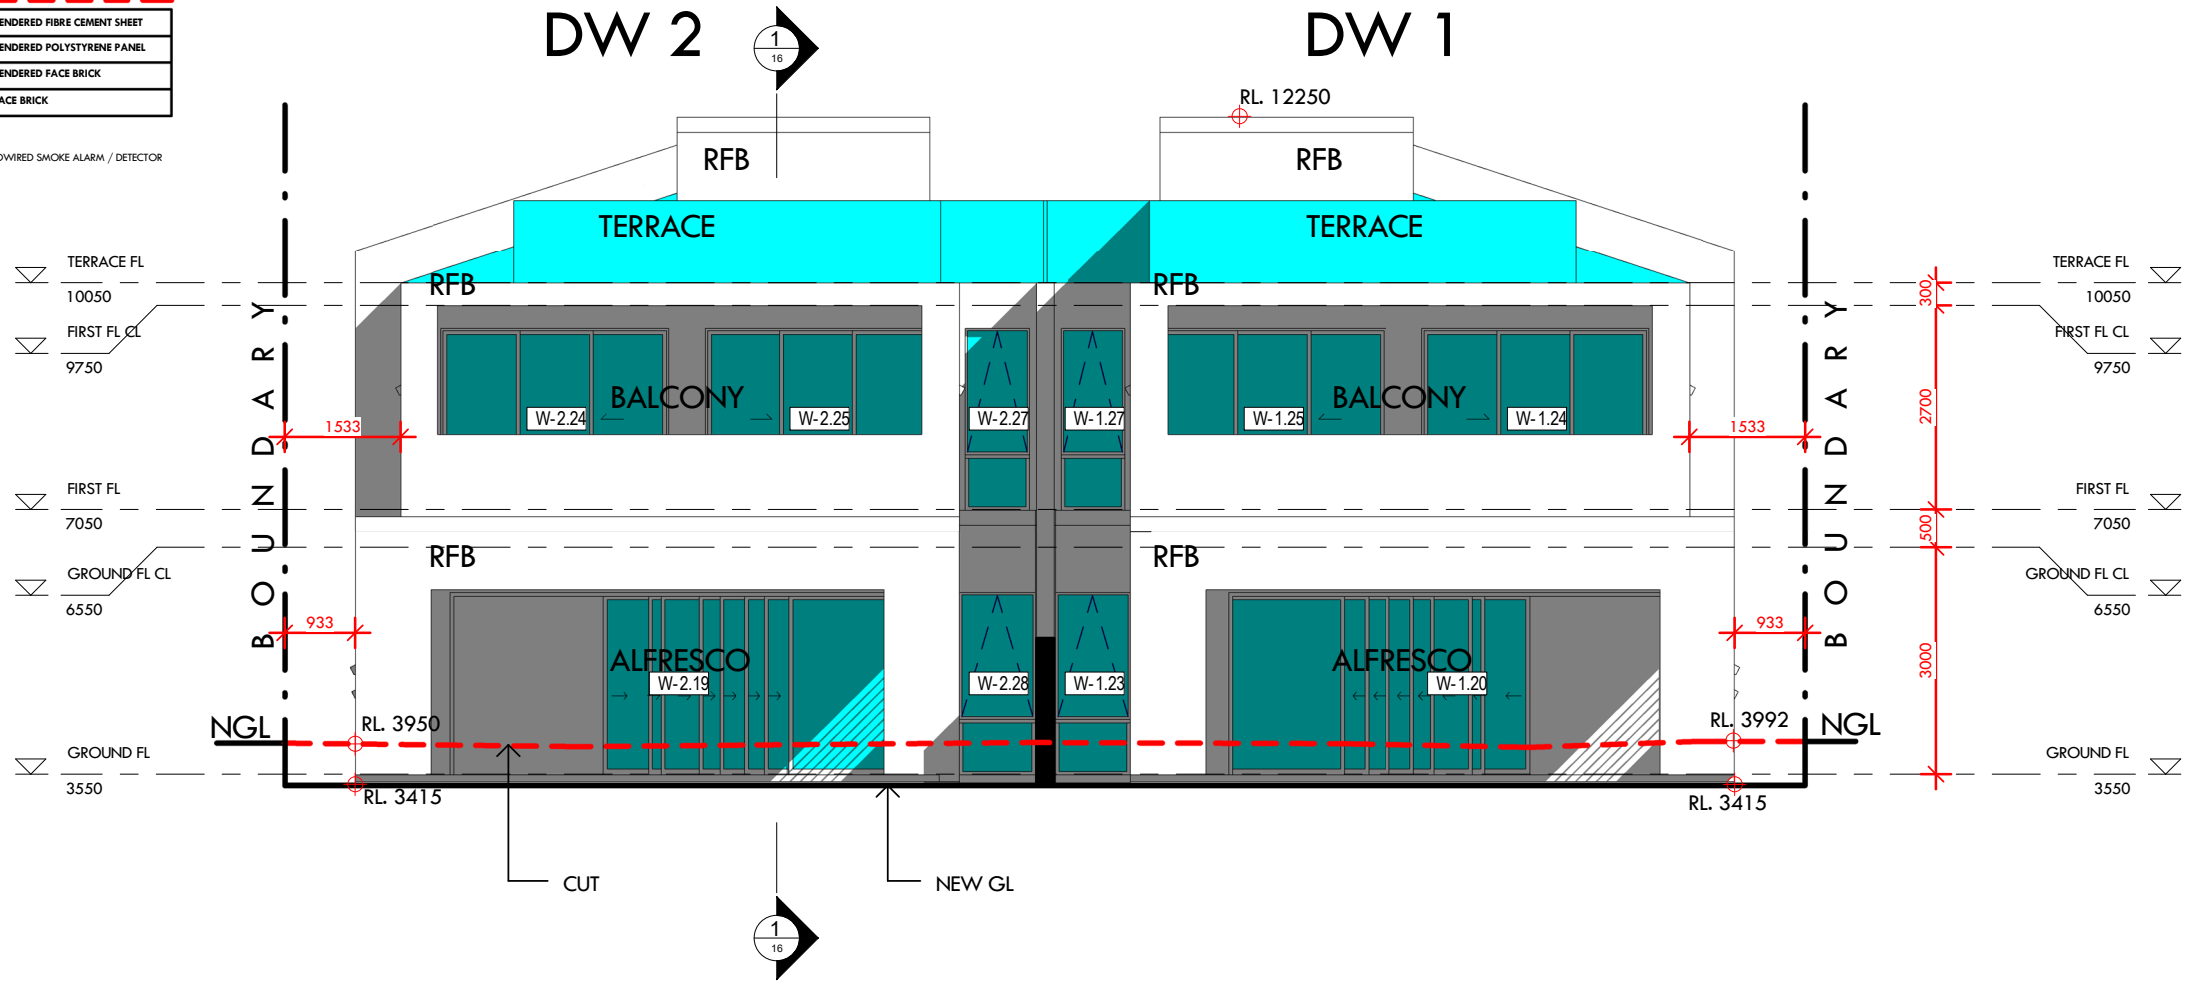 ENDERED FIBRE CEMENT SHEET
ENDERED POLYSTYRENE PANEL
ENDERED FACE BRICK
ACE BRICK
DWIRED SMOKE ALARM / DETECTOR
DW 2
1
16
DW 1
RL. 12250
RFB
RFB
TERRACE
TERRACE
TERRACE FL
10050
FIRST FL CL
9750
FIRST FL
7050
GROUND FL CL
6550
GROUND FL
3550
BOUNDARY
1533
933
RFB
RFB
BALCONY
W-2.24
W-2.25
W-2.27
W-1.27
W-1.25
BALCONY
W-1.24
RFB
RFB
ALFRESCO
W-2.19
W-2.28
W-1.23
ALFRESCO
W-1.20
1533
933
BOUNDARY
300
2700
500
3000
TERRACE FL
10050
FIRST FL CL
9750
FIRST FL
7050
GROUND FL CL
6550
GROUND FL
3550
NGL
RL. 3950
RL. 3415
RL. 3992
NGL
RL. 3415
CUT
NEW GL
1
16